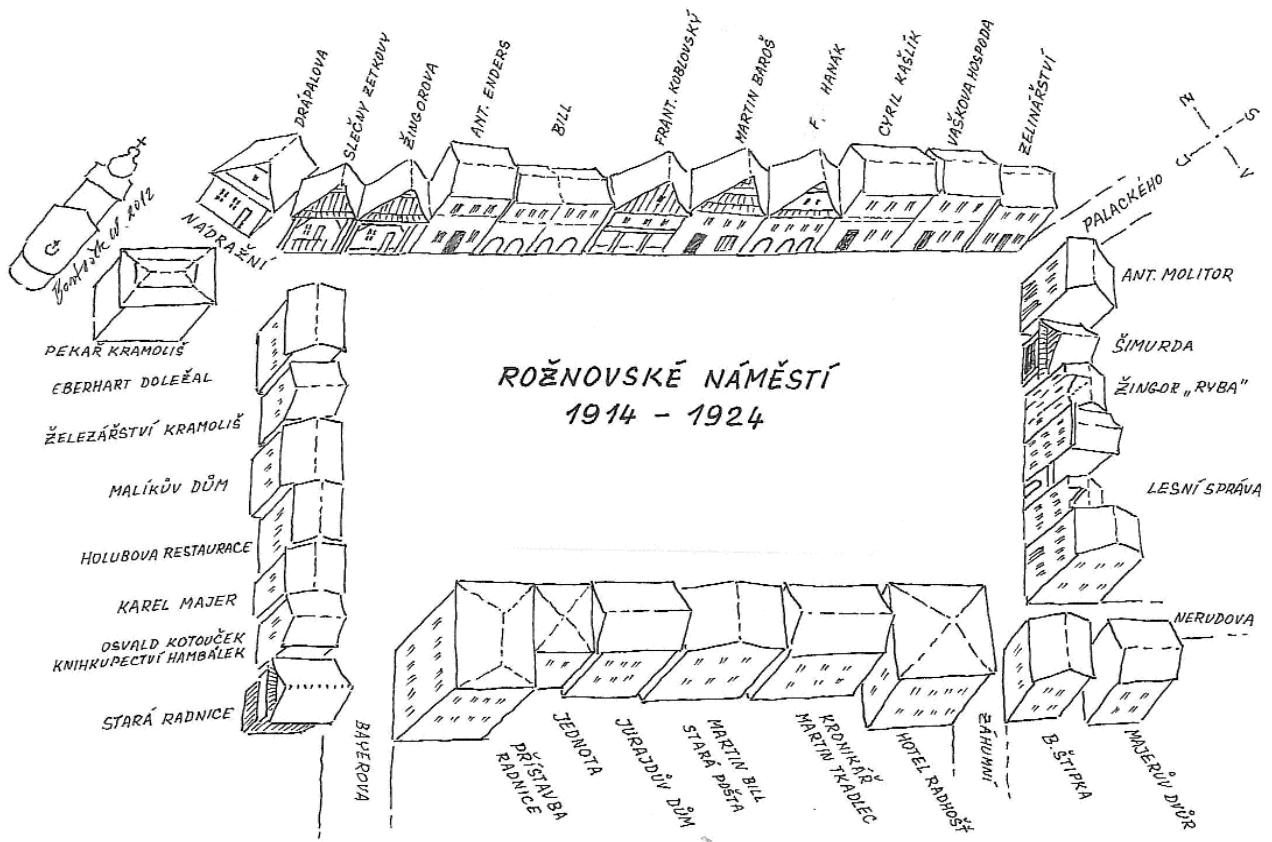 DRÁPALOVA
SLEČNY ZETKOVY
ŽINGOROVA
ANT. ENDERS
BILL
FRANT. KOBLOVSKÝ
MARTIN BAROŠ
F. HANÁK
CYRIL KAŠLÍK
VAŠKOVA HOSPODA
ZELINÁŘSTVÍ
Z
S
J
V
PALACKÉHO
2012
NÁDRAŽNÍ
PEKAŘ KRAMOLIŠ
EBERHART DOLEŽAL
ŽELEZÁŘSTVÍ KRAMOLIŠ
MALÍKŮV DŮM
HOLUBOVA RESTAURACE
KAREL MAJER
OSVALD KOTOUČEK
KNIHKUPECTVÍ HAMBÁLEK
STARÁ RADNICE
ROŽNOVSKÉ NÁMĚSTÍ
1914 - 1924
ANT. MOLITOR
ŠIMURDA
ŽINGOR „RYBA"
LESNÍ SPRÁVA
NERUDOVA
BAYEROVA
PŘÍSTAVBA
RADNICE
JEDNOTA
JURAJDŮV DŮM
MARTIN BILL
STARÁ POŠTA
KRONIKÁŘ
MARTIN TKADLEC
HOTEL RADHOŠŤ
ZÁHUMNÍ
B. ŠTIPKA
MAJERŮV DVŮR